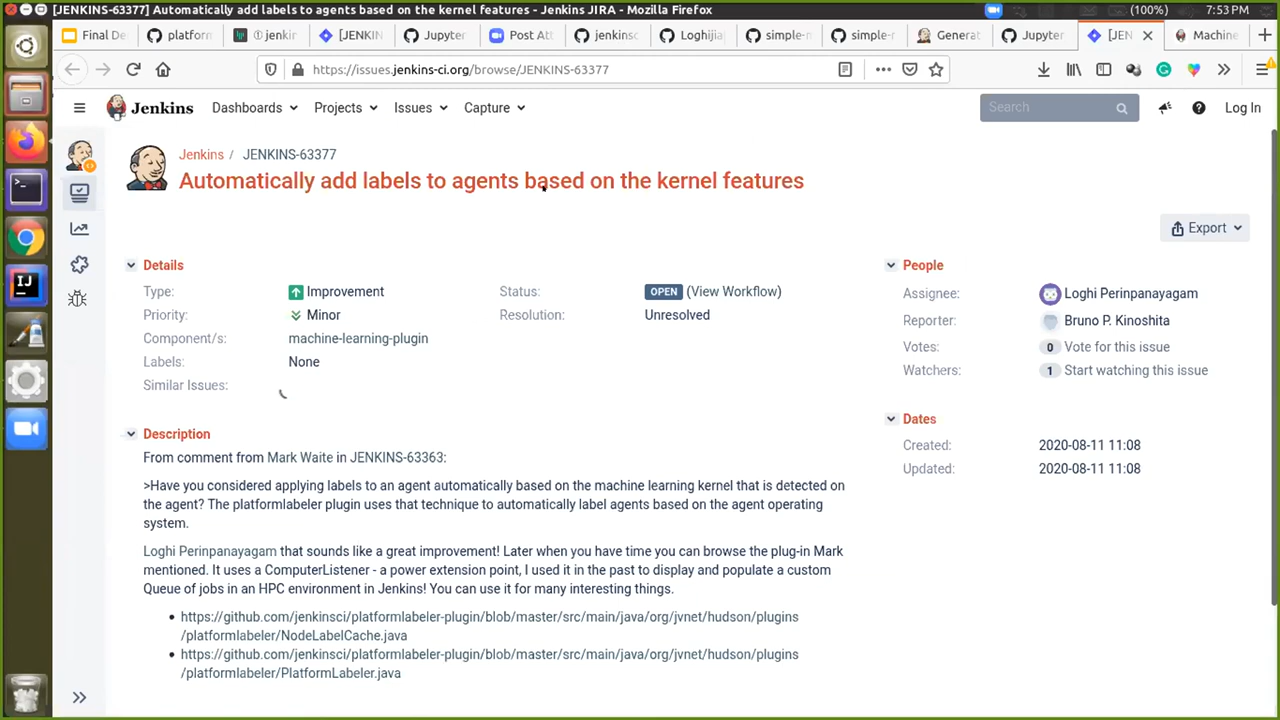 [JENKINS-63377] Automatically add labels to agents based on the kernel features - Jenkins JIRA - Mozilla Firefox
(100%) 7:53 PM
Final De platform jenkin [JENKIN Jupyter Post Att jenkinsc Loghijia simple-m simple-r Generat Jupyter [JEN Machine
https://issues.jenkins-ci.org/browse/JENKINS-63377
Jenkins Dashboards Projects Issues Capture Search Log In
Jenkins / JENKINS-63377
Automatically add labels to agents based on the kernel features
Export
Details
Type: Improvement Status: OPEN (View Workflow)
Priority: Minor Resolution: Unresolved
Component/s: machine-learning-plugin
Labels: None
Similar Issues:
People
Assignee: Loghi Perinpanayagam
Reporter: Bruno P. Kinoshita
Votes: 0 Vote for this issue
Watchers: 1 Start watching this issue
Dates
Created: 2020-08-11 11:08
Updated: 2020-08-11 11:08
Description
From comment from Mark Waite in JENKINS-63363:
>Have you considered applying labels to an agent automatically based on the machine learning kernel that is detected on
the agent? The platformlabeler plugin uses that technique to automatically label agents based on the agent operating
system.
Loghi Perinpanayagam that sounds like a great improvement! Later when you have time you can browse the plug-in Mark
mentioned. It uses a ComputerListener - a power extension point, I used it in the past to display and populate a custom
Queue of jobs in an HPC environment in Jenkins! You can use it for many interesting things.
• https://github.com/jenkinsci/platformlabeler-plugin/blob/master/src/main/java/org/jvnet/hudson/plugins
/platformlabeler/NodeLabelCache.java
• https://github.com/jenkinsci/platformlabeler-plugin/blob/master/src/main/java/org/jvnet/hudson/plugins
/platformlabeler/PlatformLabeler.java